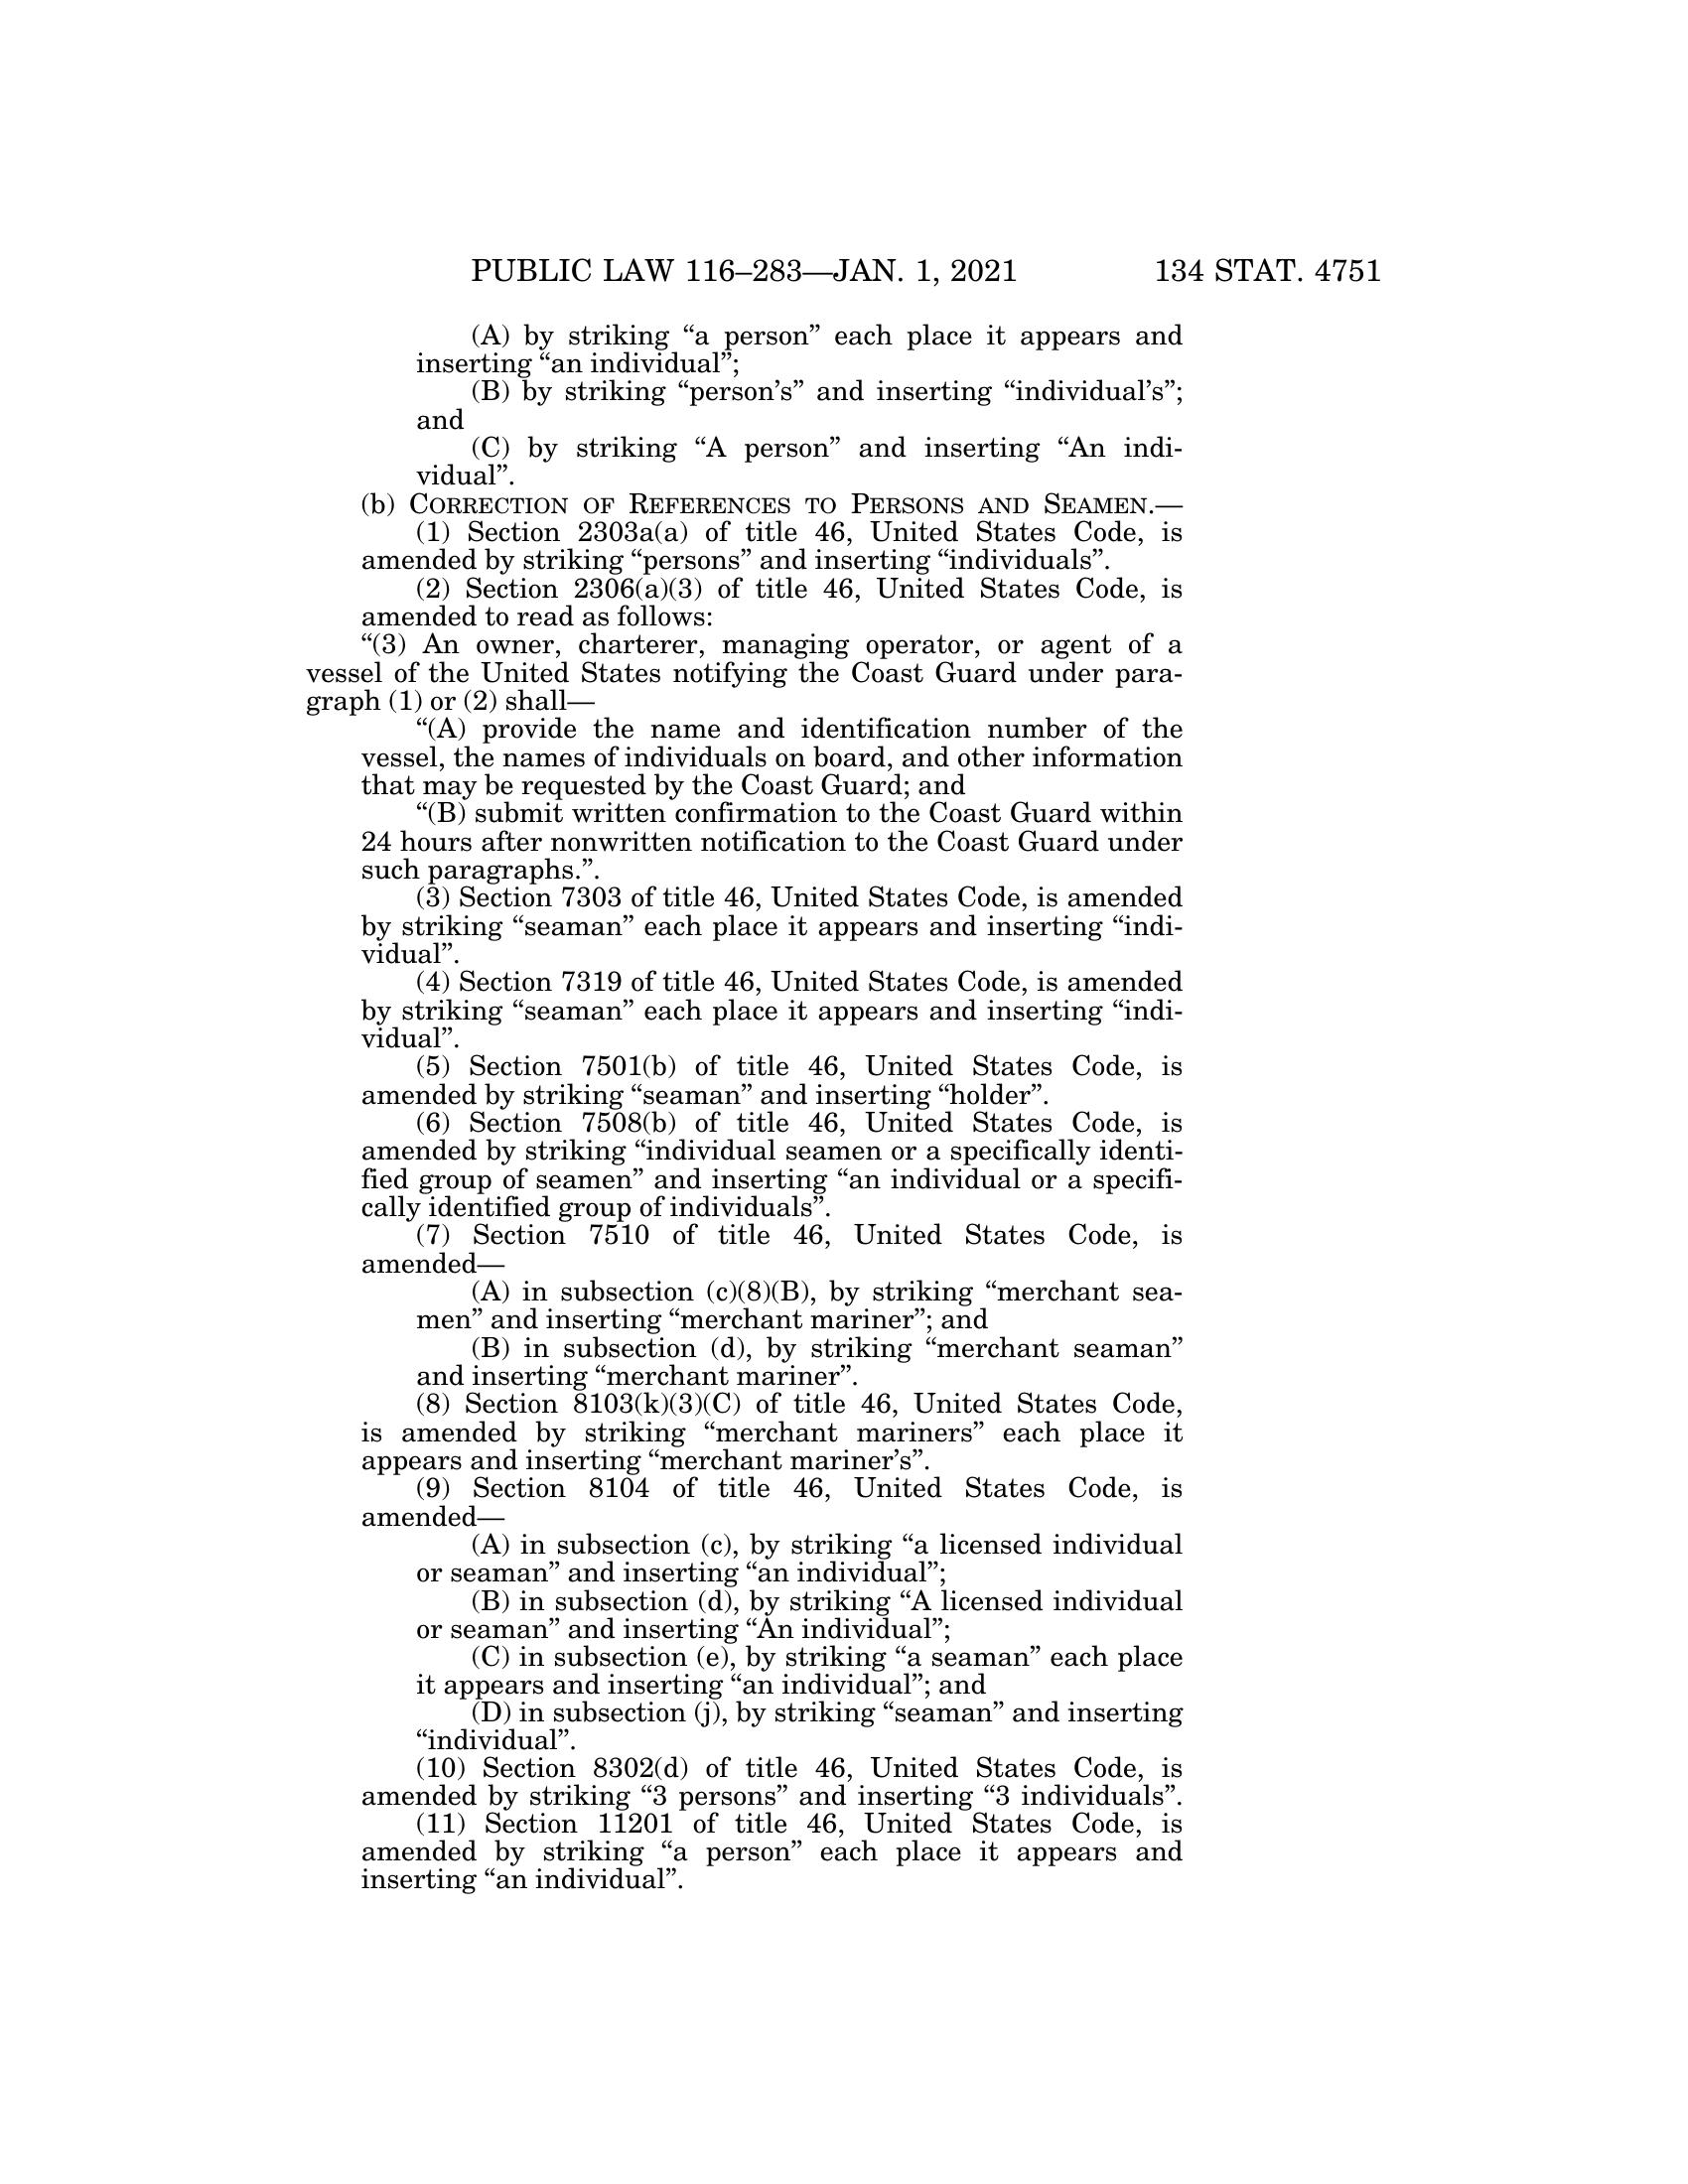 PUBLIC LAW 116–283—JAN. 1, 2021 134 STAT. 4751
(A) by striking “a person” each place it appears and
inserting “an individual”;
(B) by striking “person’s” and inserting “individual’s”;
and
(C) by striking “A person” and inserting “An indi-
vidual”.
(b) CORRECTION OF REFERENCES TO PERSONS AND SEAMEN.—
(1) Section 2303a(a) of title 46, United States Code, is
amended by striking “persons” and inserting “individuals”.
(2) Section 2306(a)(3) of title 46, United States Code, is
amended to read as follows:
“(3) An owner, charterer, managing operator, or agent of a
vessel of the United States notifying the Coast Guard under para-
graph (1) or (2) shall—
“(A) provide the name and identification number of the
vessel, the names of individuals on board, and other information
that may be requested by the Coast Guard; and
“(B) submit written confirmation to the Coast Guard within
24 hours after nonwritten notification to the Coast Guard under
such paragraphs.”.
(3) Section 7303 of title 46, United States Code, is amended
by striking “seaman” each place it appears and inserting “indi-
vidual”.
(4) Section 7319 of title 46, United States Code, is amended
by striking “seaman” each place it appears and inserting “indi-
vidual”.
(5) Section 7501(b) of title 46, United States Code, is
amended by striking “seaman” and inserting “holder”.
(6) Section 7508(b) of title 46, United States Code, is
amended by striking “individual seamen or a specifically identi-
fied group of seamen” and inserting “an individual or a specifi-
cally identified group of individuals”.
(7) Section 7510 of title 46, United States Code, is
amended—
(A) in subsection (c)(8)(B), by striking “merchant sea-
men” and inserting “merchant mariner”; and
(B) in subsection (d), by striking “merchant seaman”
and inserting “merchant mariner”.
(8) Section 8103(k)(3)(C) of title 46, United States Code,
is amended by striking “merchant mariners” each place it
appears and inserting “merchant mariner’s”.
(9) Section 8104 of title 46, United States Code, is
amended—
(A) in subsection (c), by striking “a licensed individual
or seaman” and inserting “an individual”;
(B) in subsection (d), by striking “A licensed individual
or seaman” and inserting “An individual”;
(C) in subsection (e), by striking “a seaman” each place
it appears and inserting “an individual”; and
(D) in subsection (j), by striking “seaman” and inserting
“individual”.
(10) Section 8302(d) of title 46, United States Code, is
amended by striking “3 persons” and inserting “3 individuals”.
(11) Section 11201 of title 46, United States Code, is
amended by striking “a person” each place it appears and
inserting “an individual”.